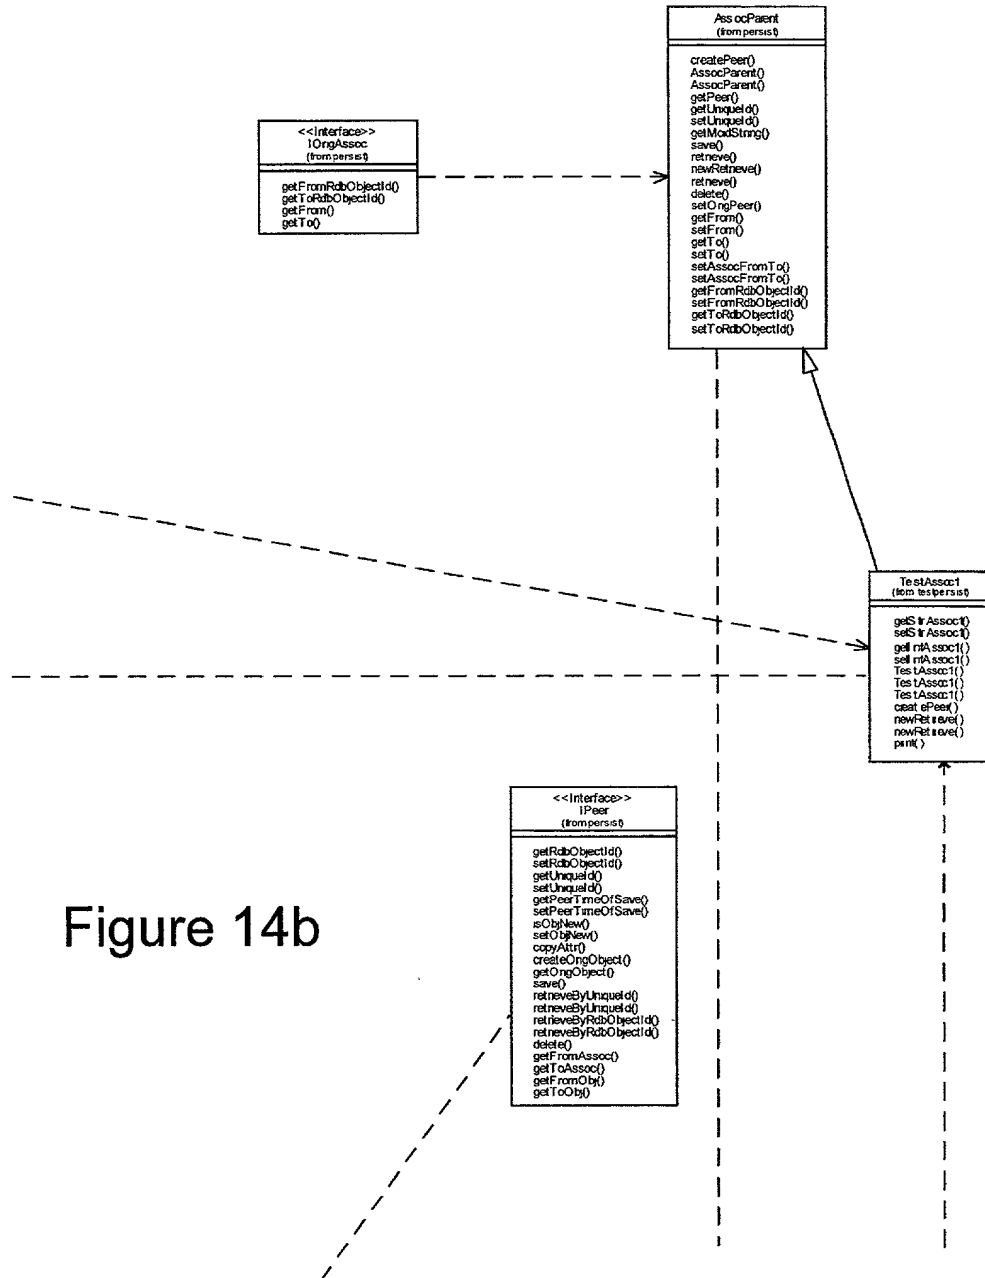 AssocParent
(from persist)
createPeer()
AssocParent()
AssocParent()
getPeer()
getUniqueId()
setUniqueId()
getMoidString()
save()
retrieve()
newRetrieve()
retrieve()
delete()
setOrigPeer()
getFrom()
setFrom()
getTo()
setTo()
setAssocFromTo()
setAssocFromTo()
getFromRdbObjectId()
setFromRdbObjectId()
getToRdbObjectId()
setToRdbObjectId()
<<Interface>>
IOrigAssoc
(from persist)
getFromRdbObjectId()
getToRdbObjectId()
getFrom()
getTo()
TestAssoc1
(from testpersist)
getStrAssoc1()
setStrAssoc1()
getIntAssoc1()
setIntAssoc1()
TestAssoc1()
TestAssoc1()
TestAssoc1()
createPeer()
newRetrieve()
newRetrieve()
print()
<<Interface>>
IPeer
(from persist)
getRdbObjectId()
setRdbObjectId()
getUniqueId()
setUniqueId()
getPeerTimeOfSave()
setPeerTimeOfSave()
isObjNew()
setObjNew()
copyAttr()
createOrigObject()
getOrigObject()
save()
retrieveByUniqueId()
retrieveByUniqueId()
retrieveByRdbObjectId()
retrieveByRdbObjectId()
delete()
getFromAssoc()
getToAssoc()
getFromObj()
getToObj()
Figure 14b